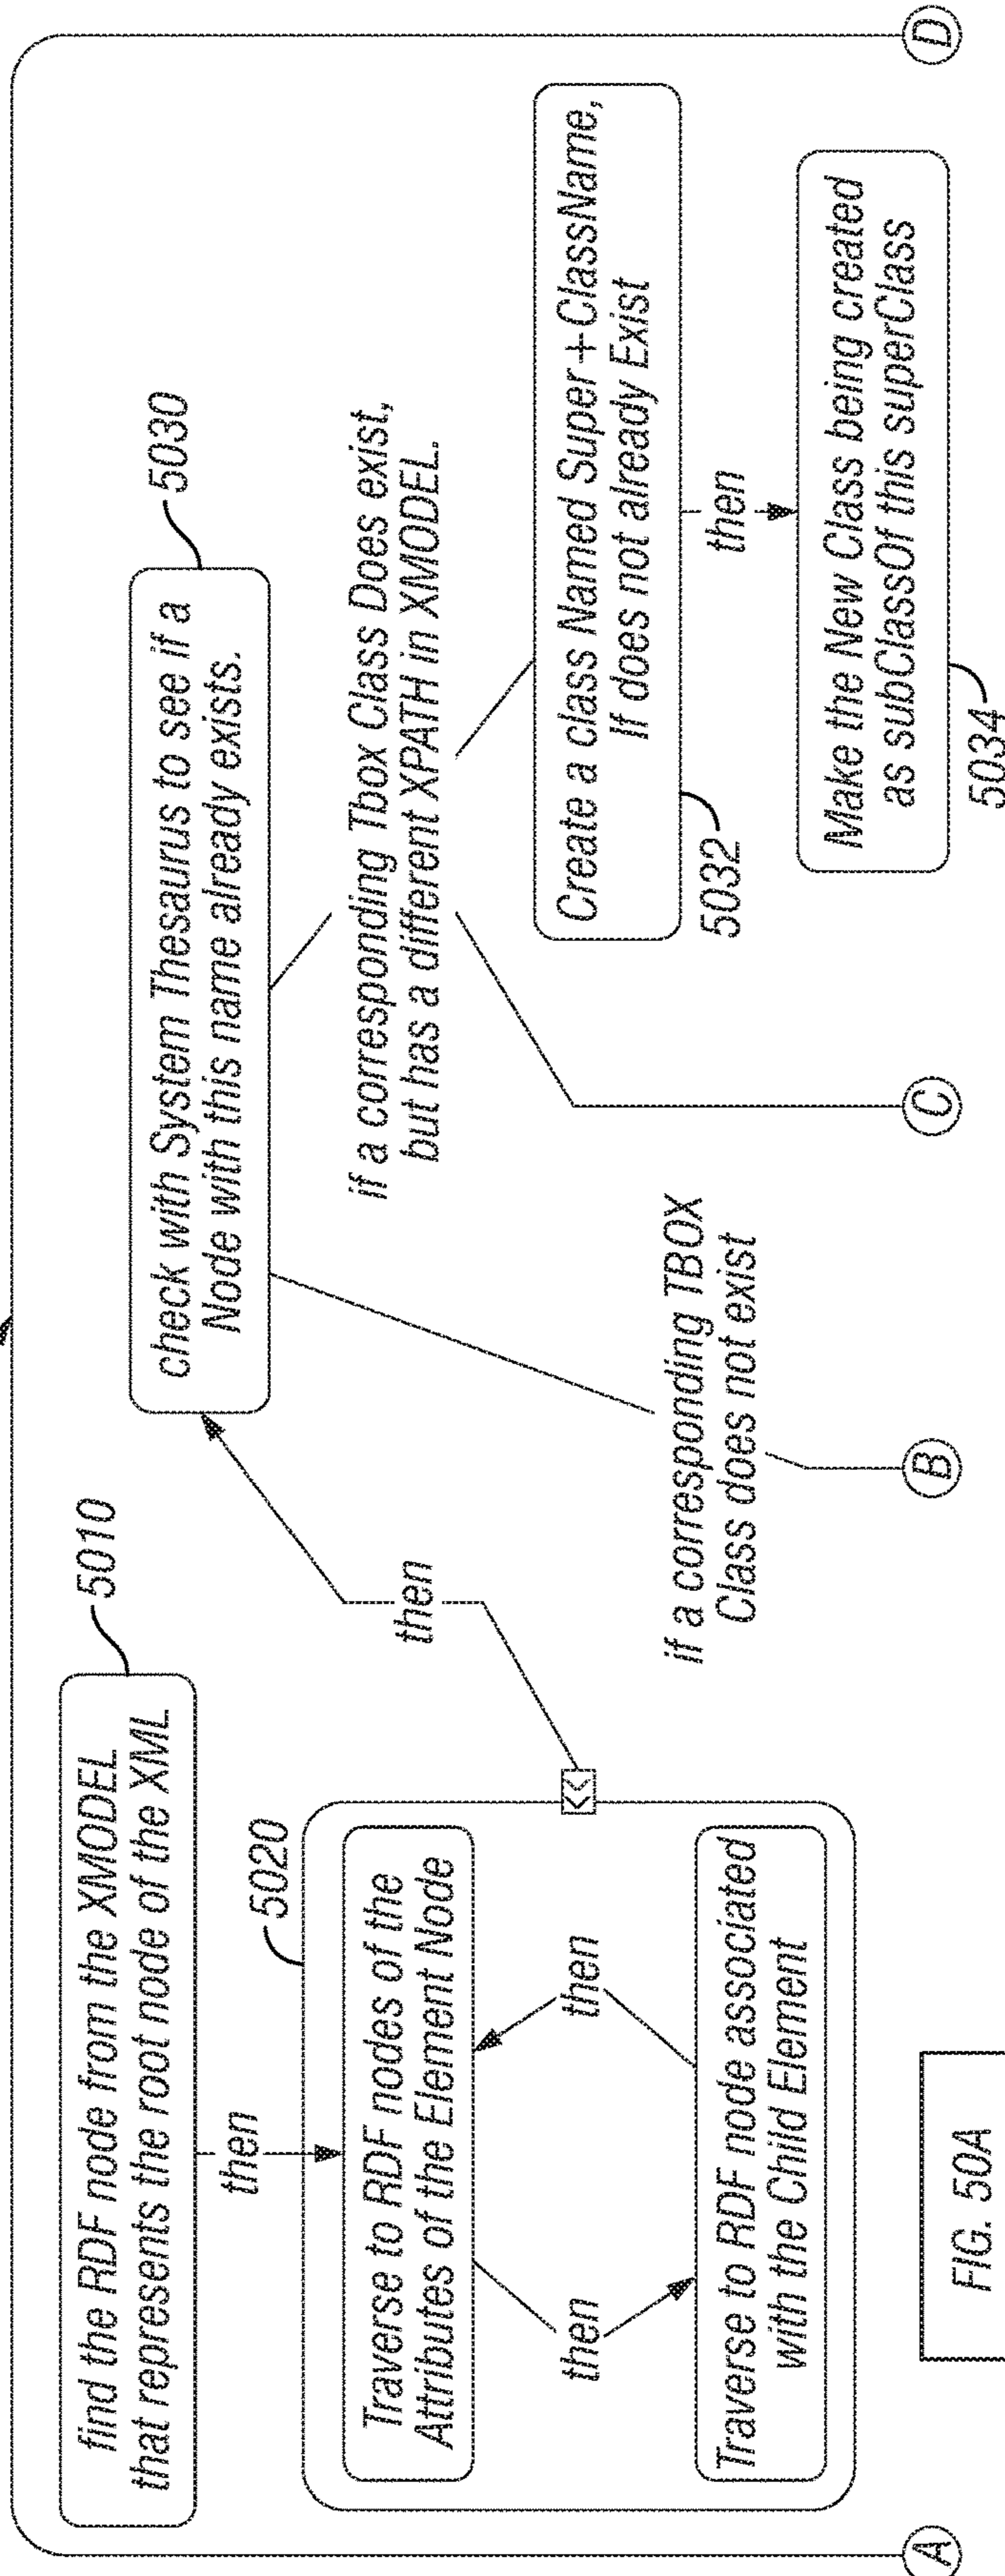 find the RDF node from the XMODEL
that represents the root node of the XML
5010
then
5020
Traverse to RDF nodes of the
Attributes of the Element Node
then
then
Traverse to RDF node associated
with the Child Element
then
check with System Thesaurus to see if a
Node with this name already exists.
5030
if a corresponding Tbox Class Does exist,
but has a different XPATH in XMODEL.
if a corresponding TBOX
Class does not exist
Create a class Named Super+ClassName,
If does not already Exist
5032
then
Make the New Class being created
as subClassOf this superClass
5034
A
B
C
D
FIG. 50A